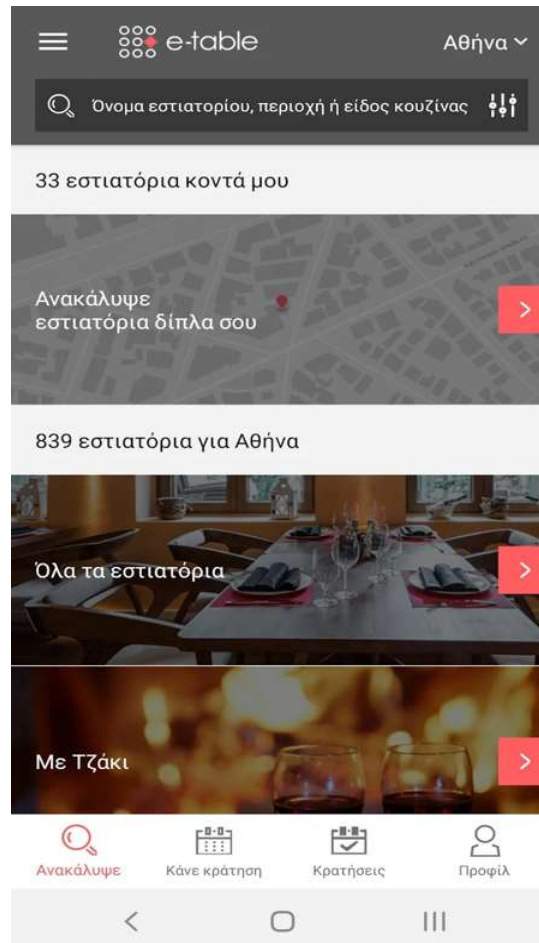 e-table
Αθήνα
Όνομα εστιατορίου, περιοχή ή είδος κουζίνας
33 εστιατόρια κοντά μου
Ανακάλυψε
εστιατόρια δίπλα σου
839 εστιατόρια για Αθήνα
Όλα τα εστιατόρια
Με Τζάκι
Ανακάλυψε
Κάνε κράτηση
Κρατήσεις
Προφίλ